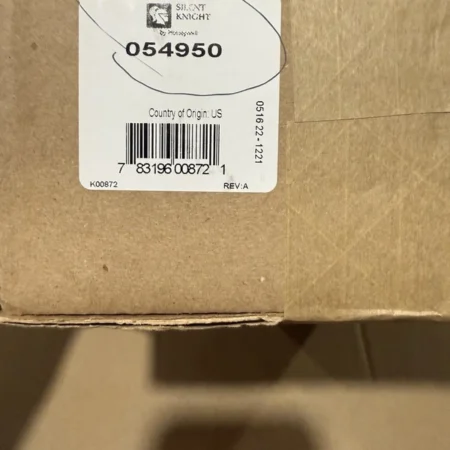 SILENT
KNIGHT
by Honeywell
054950
Country of Origin: US
051622-1221
7 83196 00872 1
K00872
REV:A